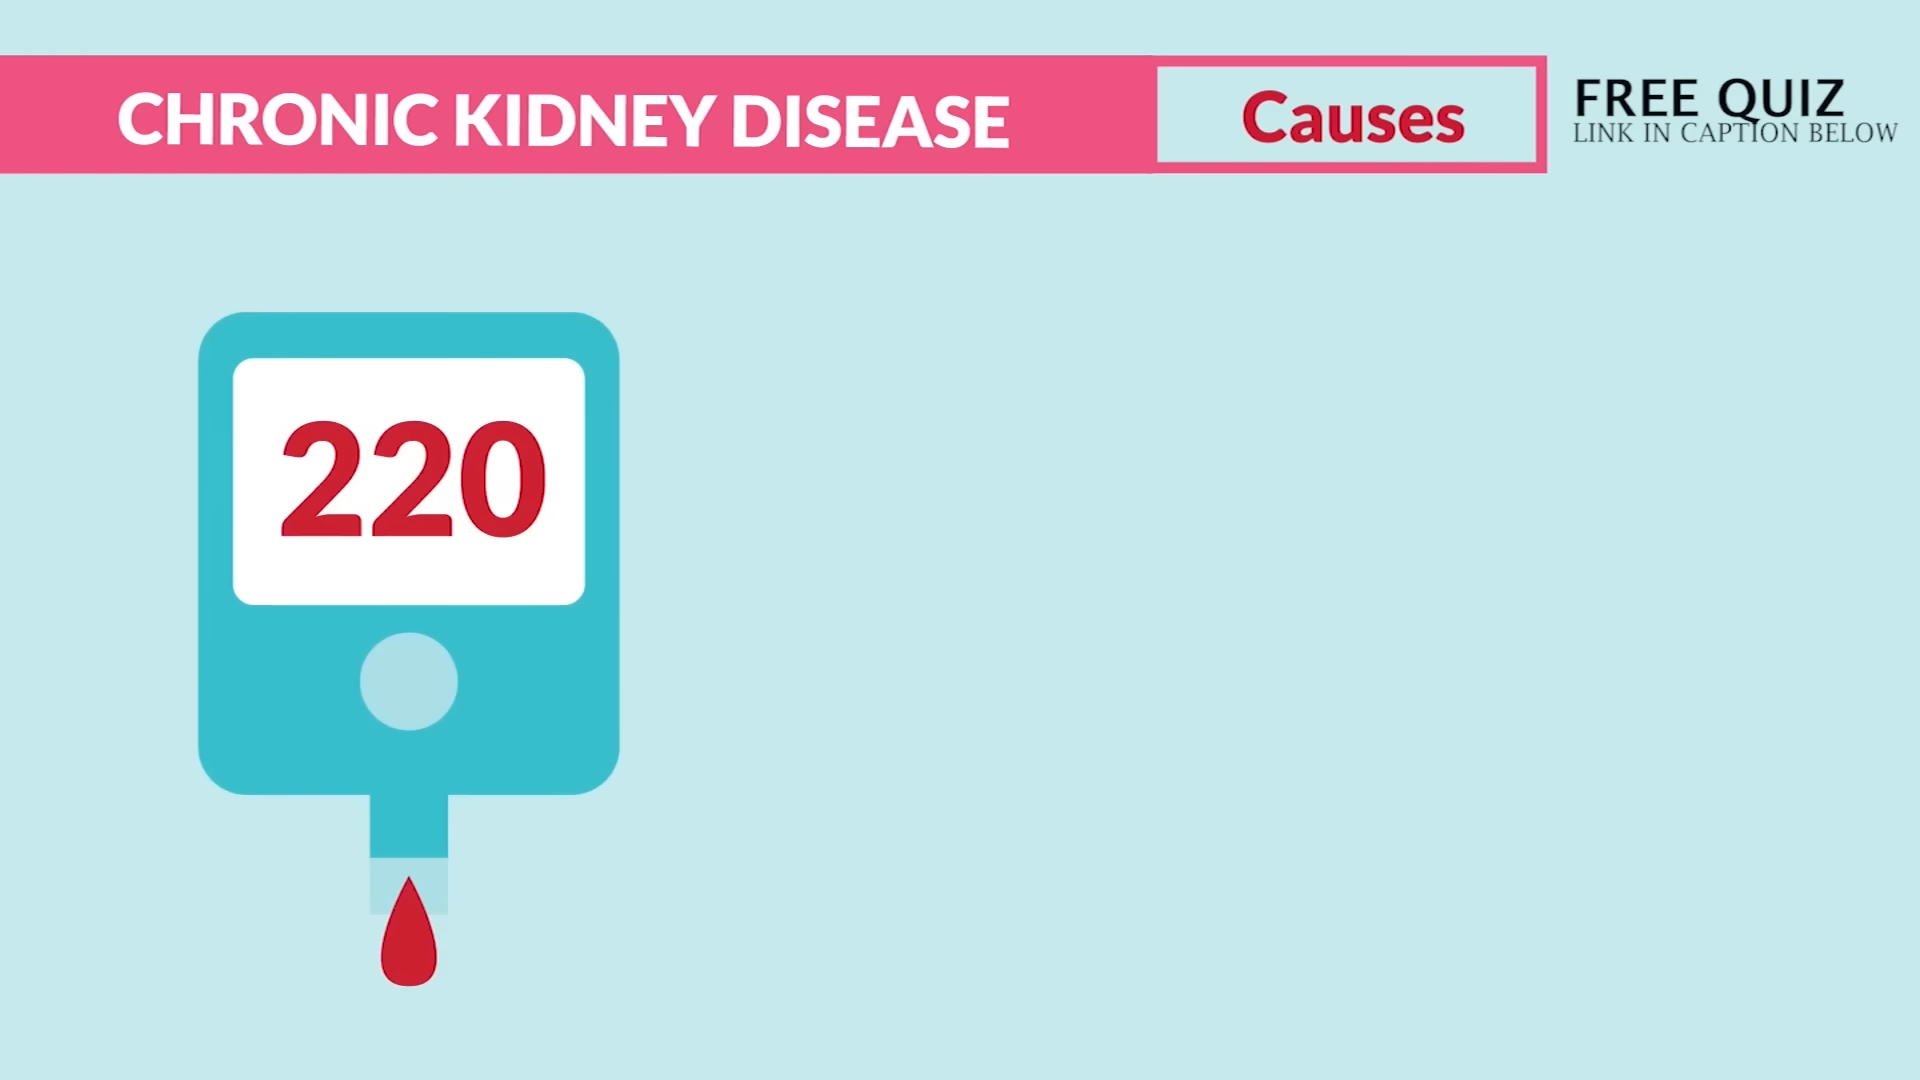 CHRONIC KIDNEY DISEASE
Causes
FREE QUIZ
LINK IN CAPTION BELOW
220